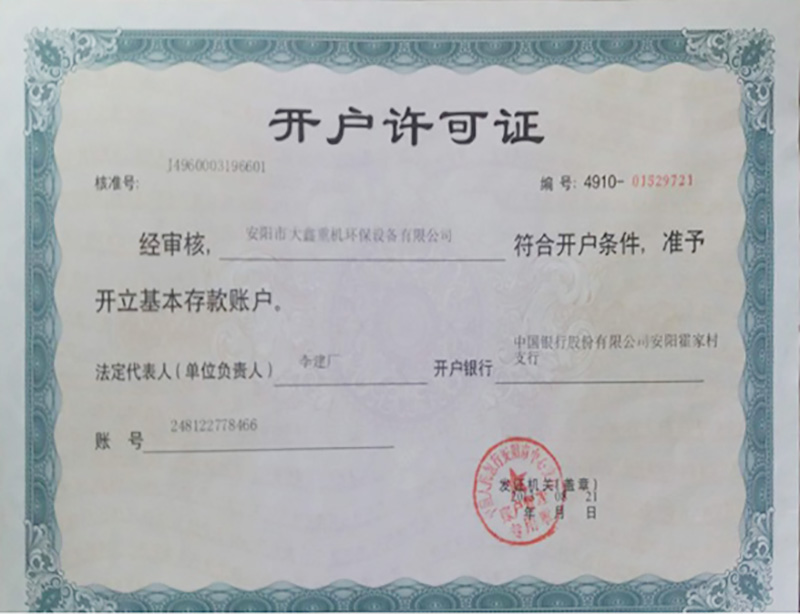 开户许可证
核准号: J4960003196601
编 号: 4910- 01529721
经审核, 安阳市大鑫重机环保设备有限公司 符合开户条件, 准予
开立基本存款账户。
法定代表人(单位负责人) 李建厂 开户银行 中国银行股份有限公司安阳霍家村
支行
账 号 248122778466
发证机关(盖章)
08 21
年 月 日